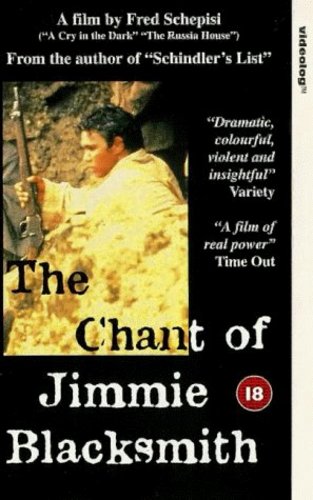 A film by Fred Schepisi
("A Cry in the Dark" "The Russia House")
From the author of "Schindler's List"
videolog™
"Dramatic,
colourful,
violent and
insightful"
Variety
"A film of
real power"
Time Out
The
Chant of
Jimmie
18
Blacksmith